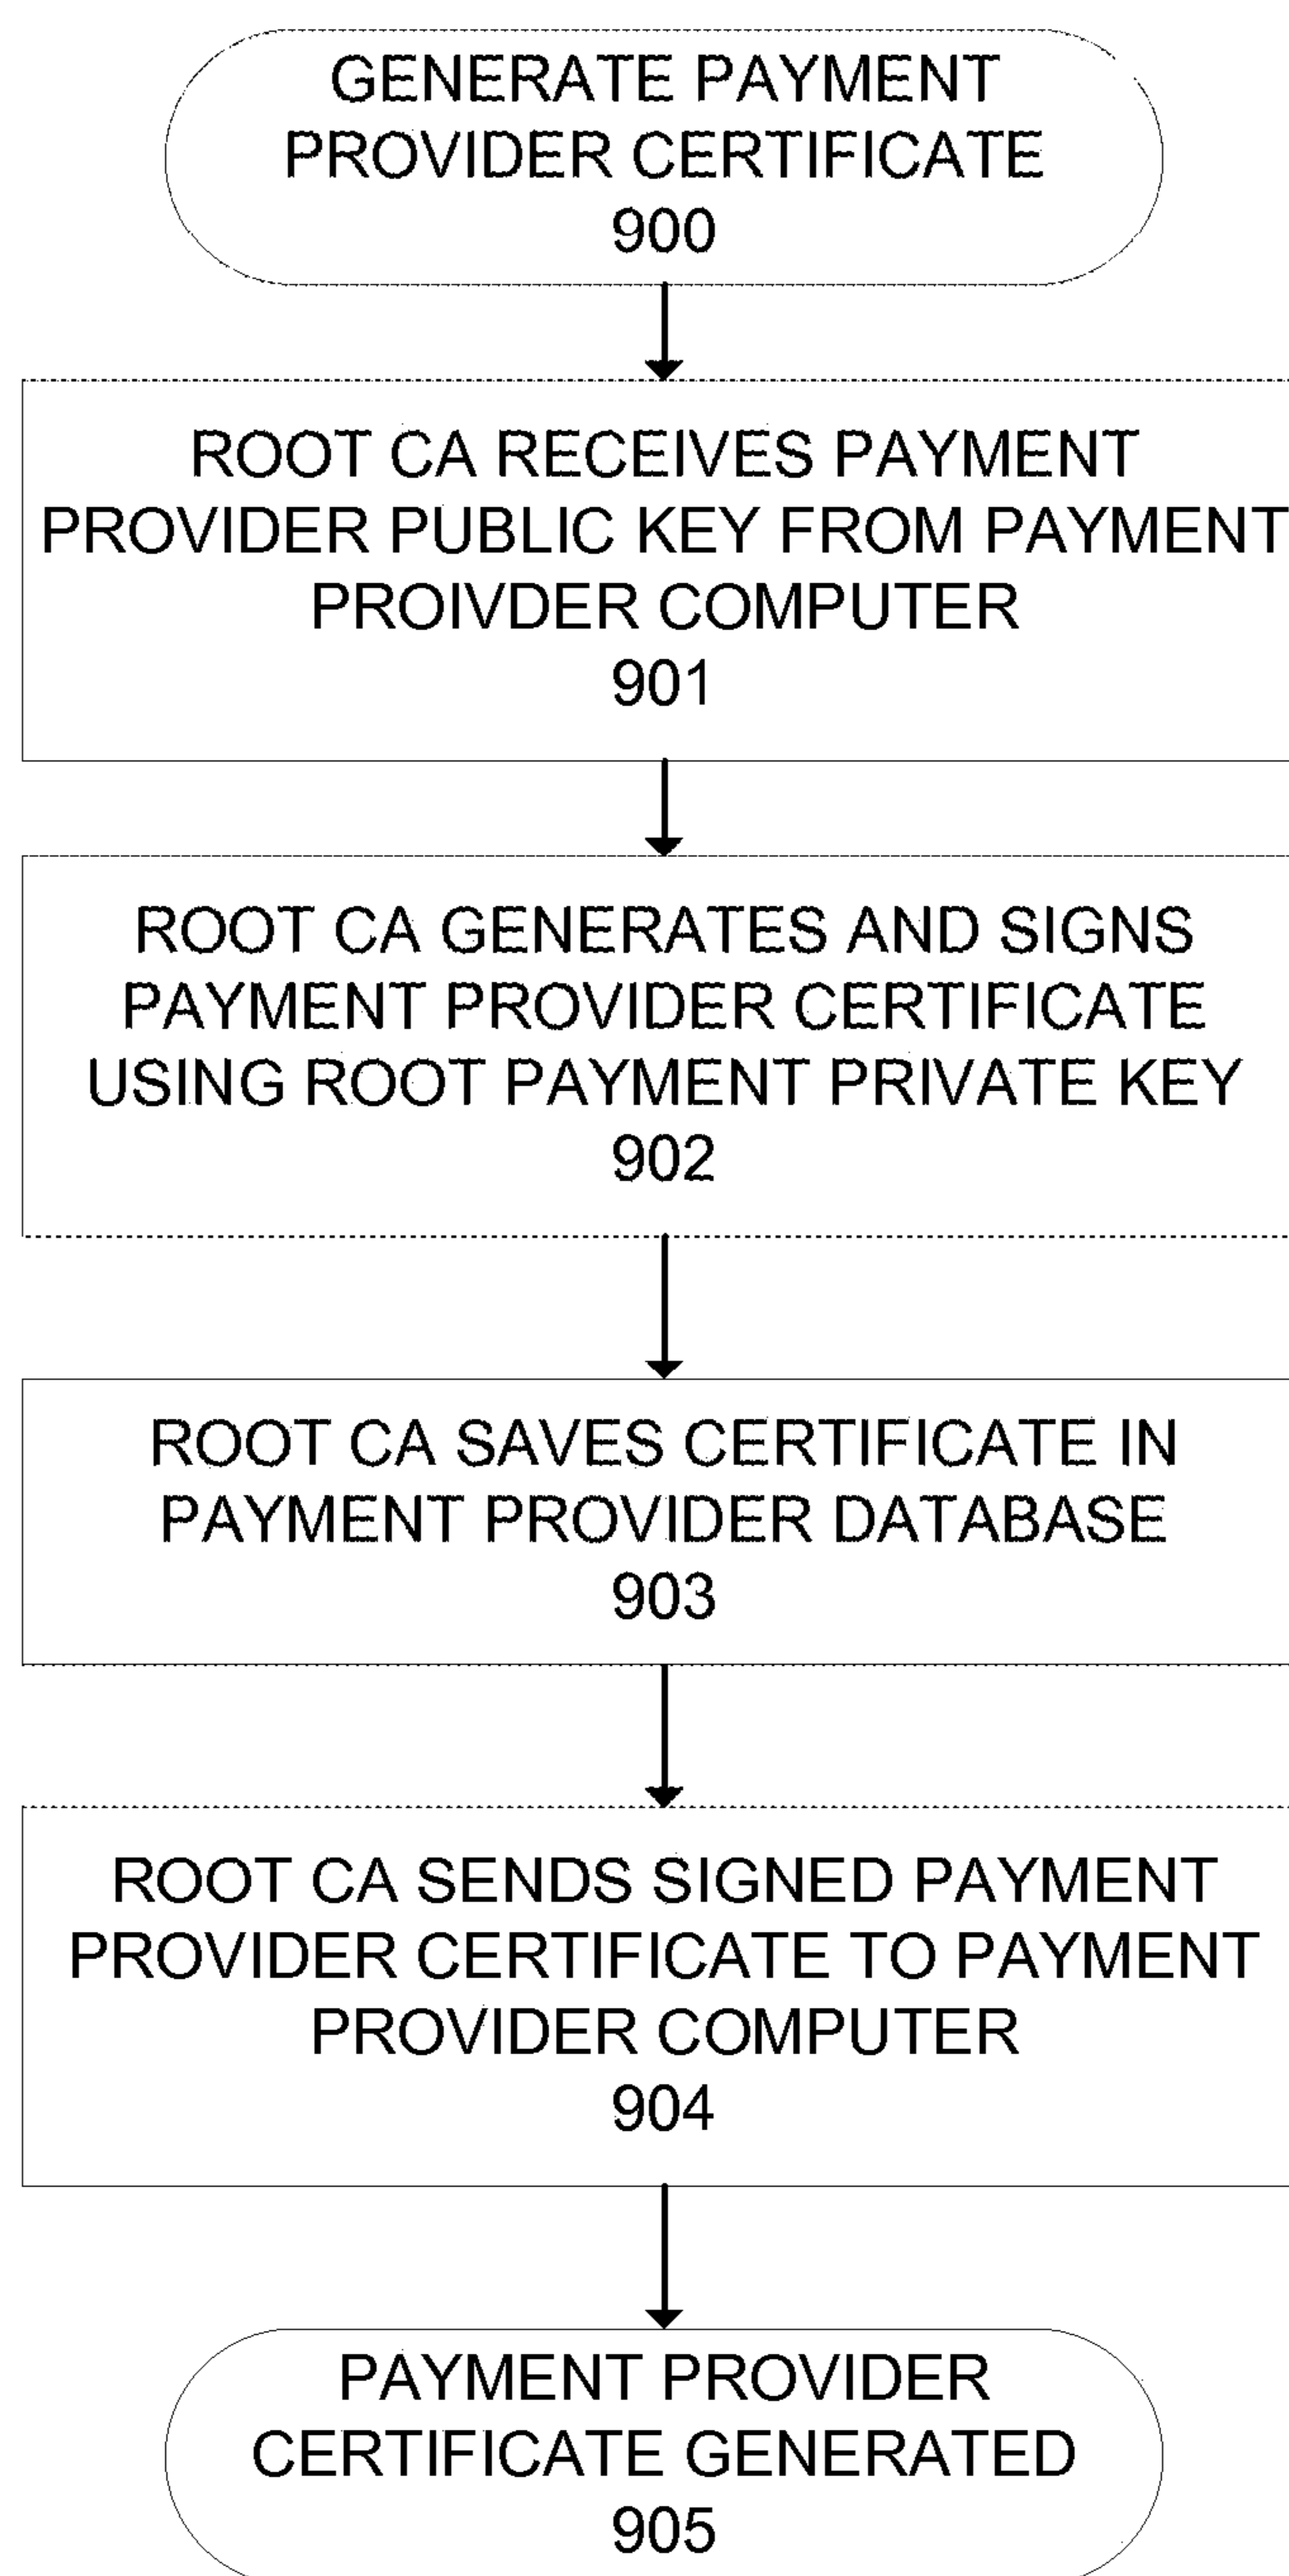 GENERATE PAYMENT
PROVIDER CERTIFICATE
900
ROOT CA RECEIVES PAYMENT
PROVIDER PUBLIC KEY FROM PAYMENT
PROIVDER COMPUTER
901
ROOT CA GENERATES AND SIGNS
PAYMENT PROVIDER CERTIFICATE
USING ROOT PAYMENT PRIVATE KEY
902
ROOT CA SAVES CERTIFICATE IN
PAYMENT PROVIDER DATABASE
903
ROOT CA SENDS SIGNED PAYMENT
PROVIDER CERTIFICATE TO PAYMENT
PROVIDER COMPUTER
904
PAYMENT PROVIDER
CERTIFICATE GENERATED
905